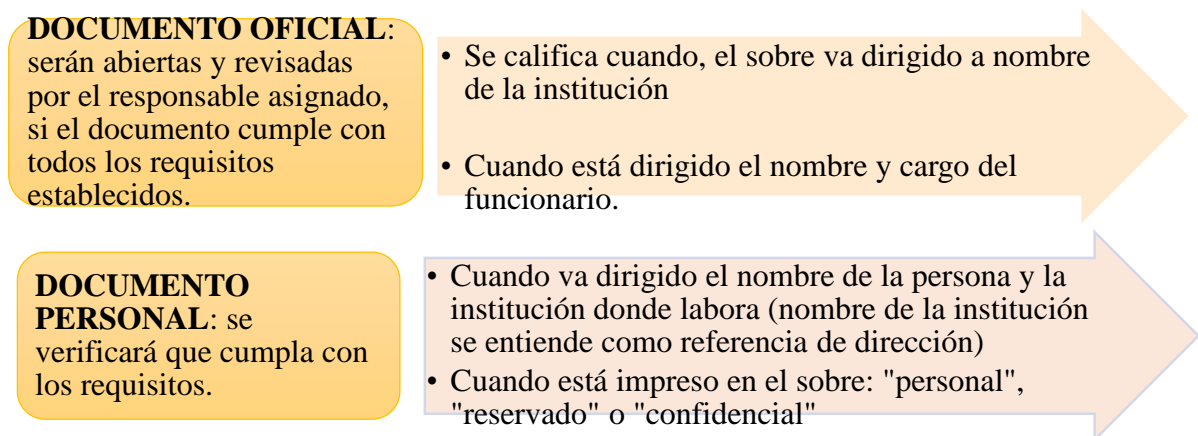 DOCUMENTO OFICIAL:
serán abiertas y revisadas
por el responsable asignado,
si el documento cumple con
todos los requisitos
establecidos.
• Se califica cuando, el sobre va dirigido a nombre
de la institución
• Cuando está dirigido el nombre y cargo del
funcionario.
DOCUMENTO
PERSONAL: se
verificará que cumpla con
los requisitos.
• Cuando va dirigido el nombre de la persona y la
institución donde labora (nombre de la institución
se entiende como referencia de dirección)
• Cuando está impreso en el sobre: "personal",
"reservado" o "confidencial"